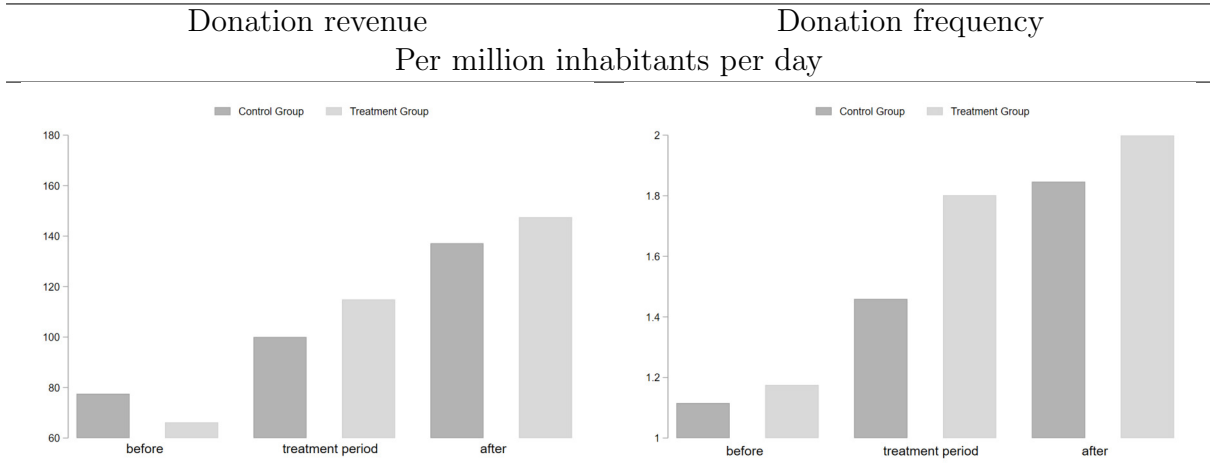 Donation revenue Donation frequency
Per million inhabitants per day
Control Group Treatment Group
180
160
140
120
100
80
60
before treatment period after
Control Group Treatment Group
2
1.8
1.6
1.4
1.2
1
before treatment period after